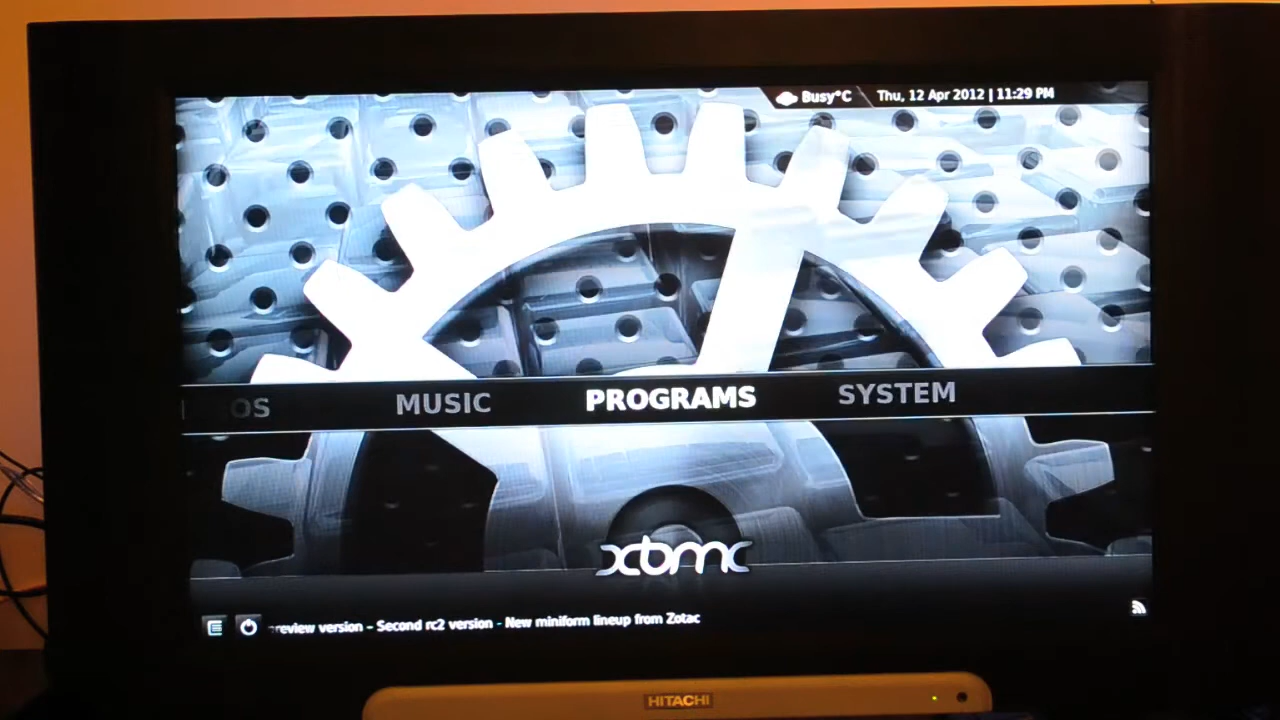 Busy°C Thu, 12 Apr 2012 | 11:29 PM
MUSIC PROGRAMS SYSTEM
xbmc
review version - Second rc2 version - New miniform lineup from Zotac
HITACHI